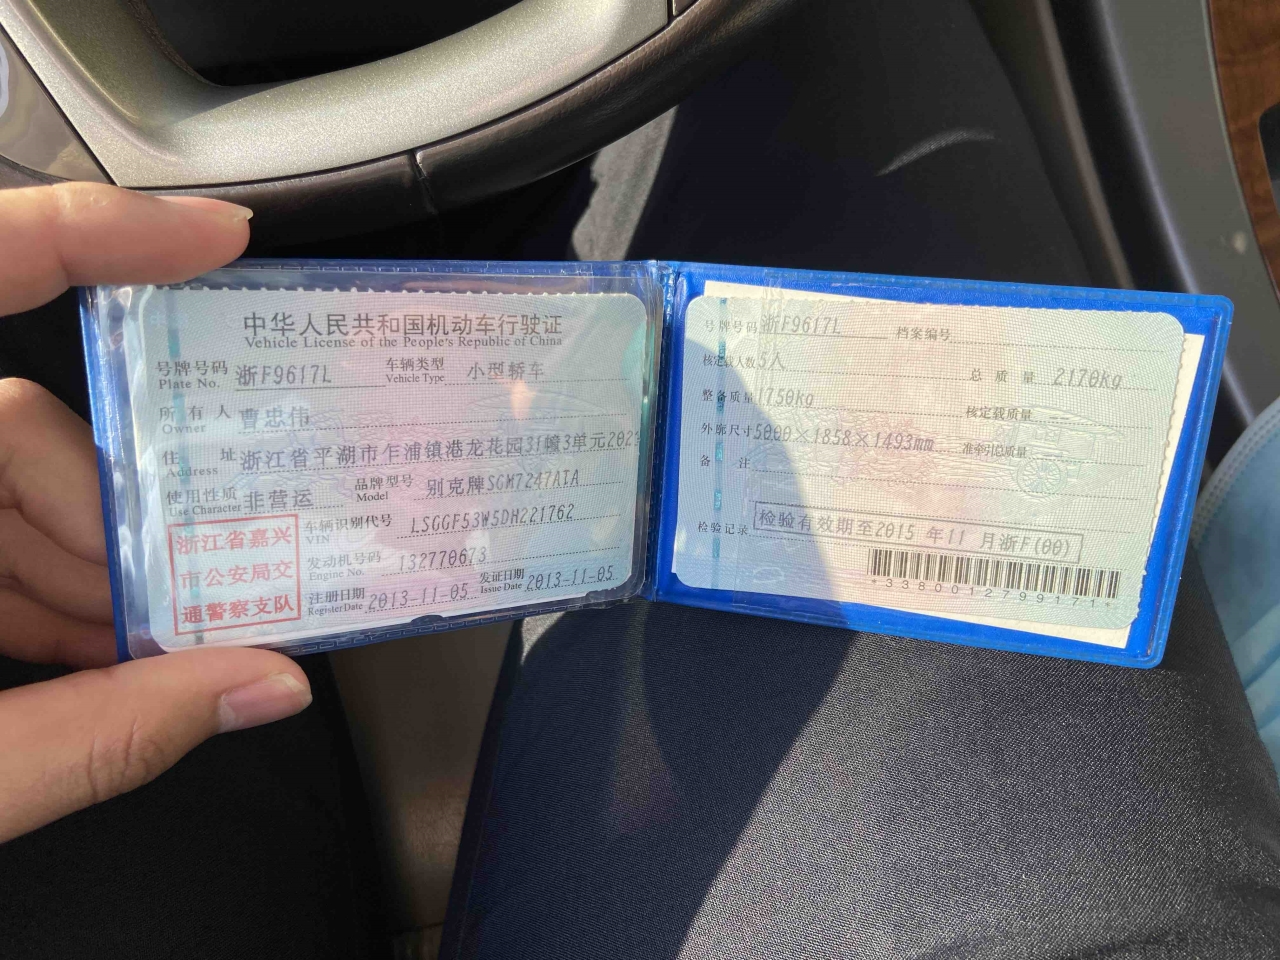 中华人民共和国机动车行驶证
Vehicle License of the People's Republic of China
号牌号码 浙F9617L 车辆类型 小型轿车
Plate No. Vehicle Type
所有人 曹忠伟
Owner
住址 浙江省平湖市乍浦镇港龙花园31幢3单元202
Address
使用性质 非营运 品牌型号 别克牌SGM7247AIA
Use Character Model
浙江省嘉兴
市公安局交
通警察支队
车辆识别代号 LSGGF53W5DH221762
VIN
发动机号码 132770673
Engine No.
注册日期 2013-11-05 发证日期 2013-11-05
Register Date Issue Date
号牌号码 浙F9617L 档案编号
核定载人数 5人 总质量 2170kg
整备质量 1750kg 核定载质量 --
外廓尺寸 5000×1858×1493mm 准牵引总质量
备注
检验记录 检验有效期至2015 年11 月浙F(00)
*3380012799171*